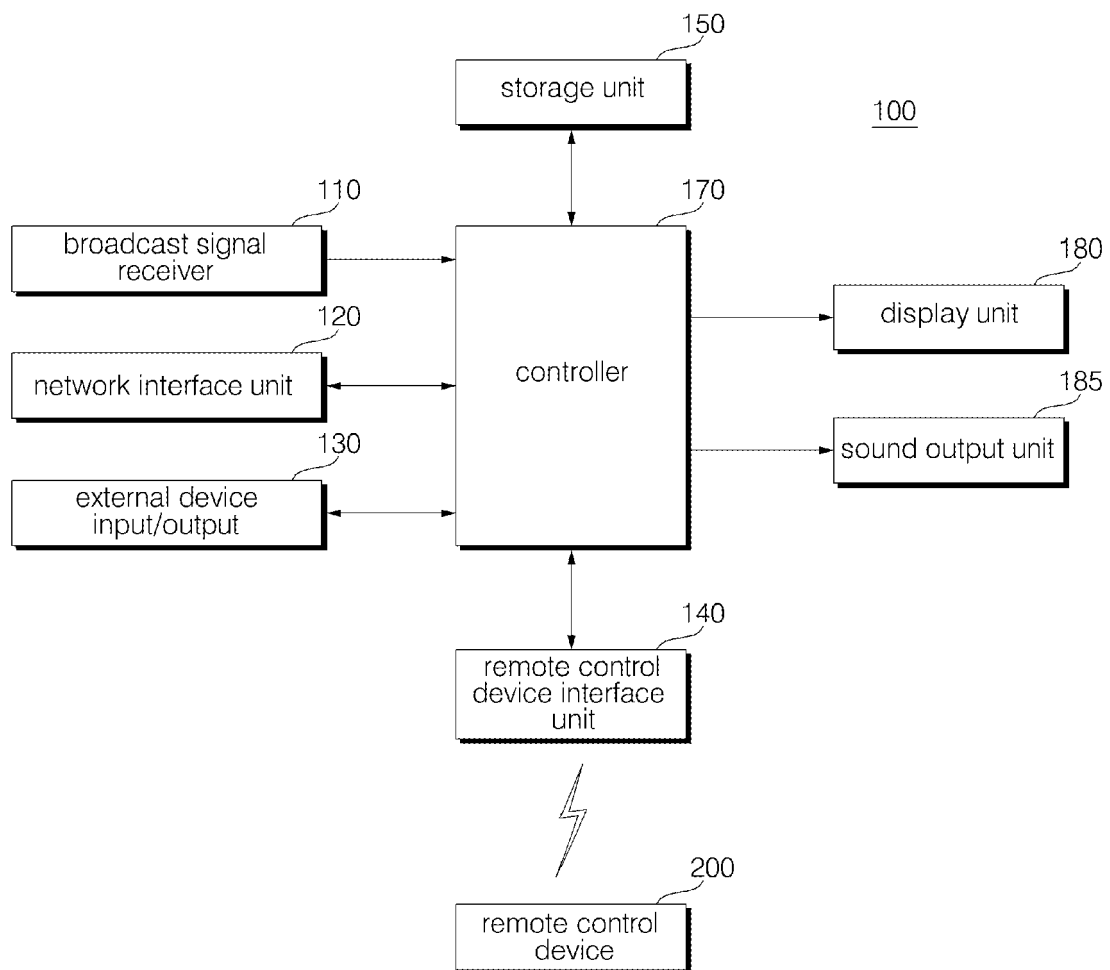 150
storage unit
100
110
broadcast signal
receiver
170
controller
180
display unit
120
network interface unit
185
sound output unit
130
external device
input/output
140
remote control
device interface
unit
200
remote control
device